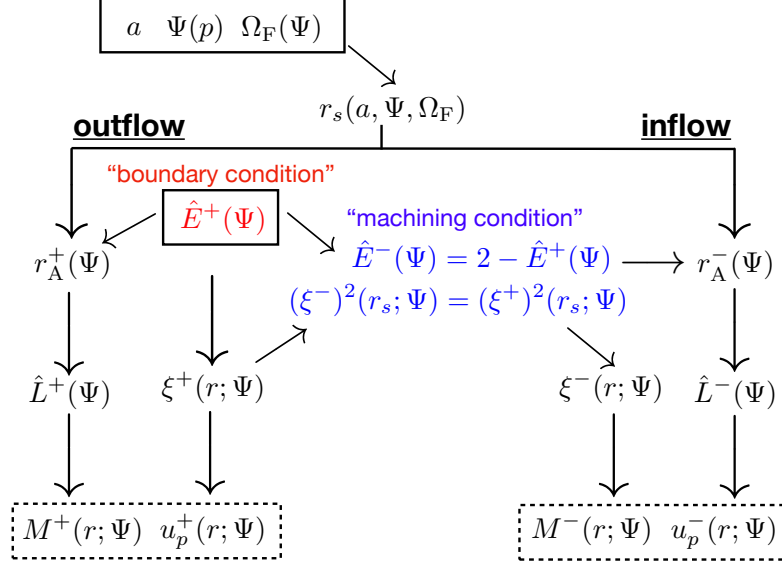 a Ψ(p) Ω_F(Ψ)
r_s(a, Ψ, Ω_F)
outflow
inflow
“boundary condition”
Ê⁺(Ψ)
“machining condition”
r_A⁺(Ψ)
Ê⁻(Ψ) = 2 − Ê⁺(Ψ)
r_A⁻(Ψ)
(ξ⁻)²(r_s; Ψ) = (ξ⁺)²(r_s; Ψ)
L̂⁺(Ψ)
ξ⁺(r; Ψ)
ξ⁻(r; Ψ)
L̂⁻(Ψ)
M⁺(r; Ψ) u_p⁺(r; Ψ)
M⁻(r; Ψ) u_p⁻(r; Ψ)